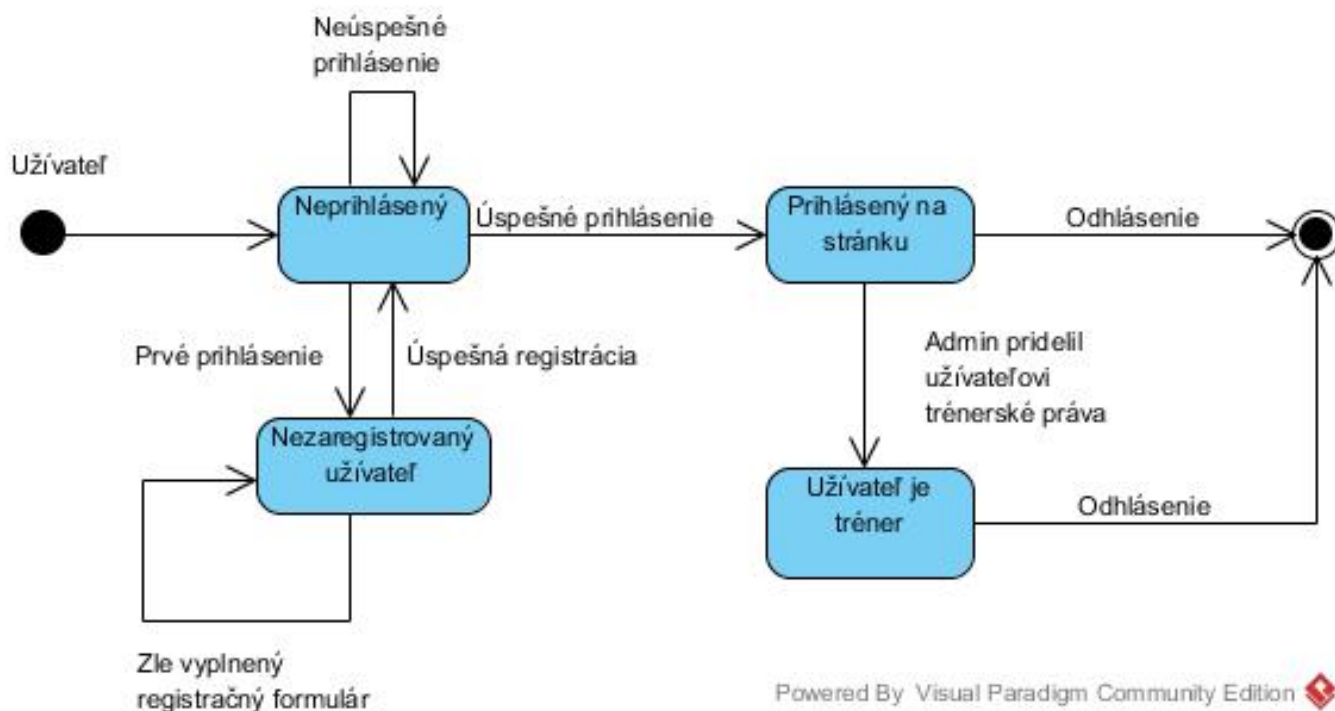 Neúspešné
prihlásenie
Užívateľ
Neprihlásený
Úspešné prihlásenie
Prihlásený na
stránku
Odhlásenie
Prvé prihlásenie
Úspešná registrácia
Admin pridelil
užívateľovi
trénerské práva
Nezaregistrovaný
užívateľ
Užívateľ je
tréner
Odhlásenie
Zle vyplnený
registračný formulár
Powered By Visual Paradigm Community Edition